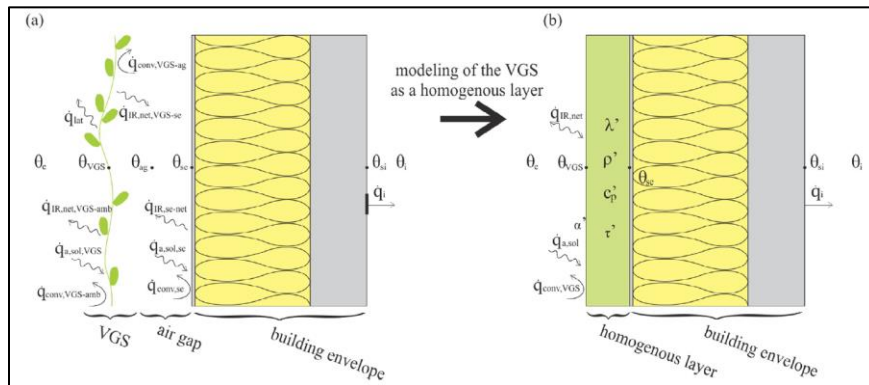 (a)
(b)
q̇conv,VGS-ag
q̇lat
q̇IR,net,VGS-se
θe
θVGS
θag
θse
θsi
θi
q̇IR,net,VGS-amb
q̇IR,se-net
q̇i
q̇a,sol,VGS
q̇a,sol,se
q̇conv,VGS-amb
q̇conv,se
VGS
air gap
building envelope
modeling of the VGS
as a homogenous layer
q̇IR,net
λ'
θe
θVGS
ρ'
θse
θsi
θi
cp'
q̇i
α'
τ'
q̇a,sol
q̇conv,VGS
homogenous layer
building envelope